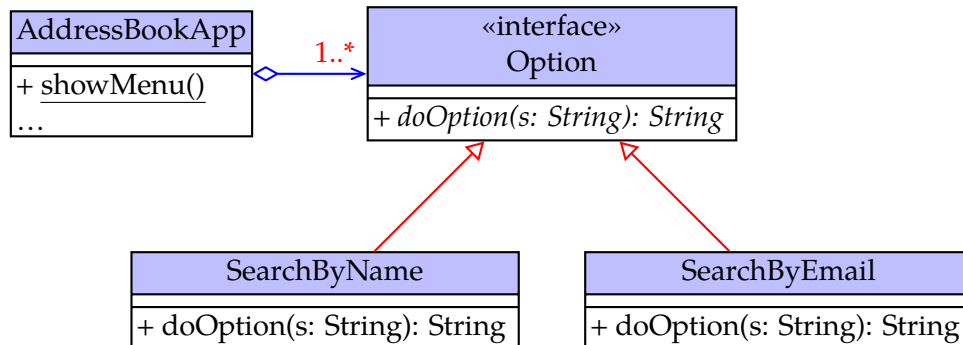 AddressBookApp
+ showMenu()
...
1..*
«interface»
Option
+ doOption(s: String): String
SearchByName
+ doOption(s: String): String
SearchByEmail
+ doOption(s: String): String